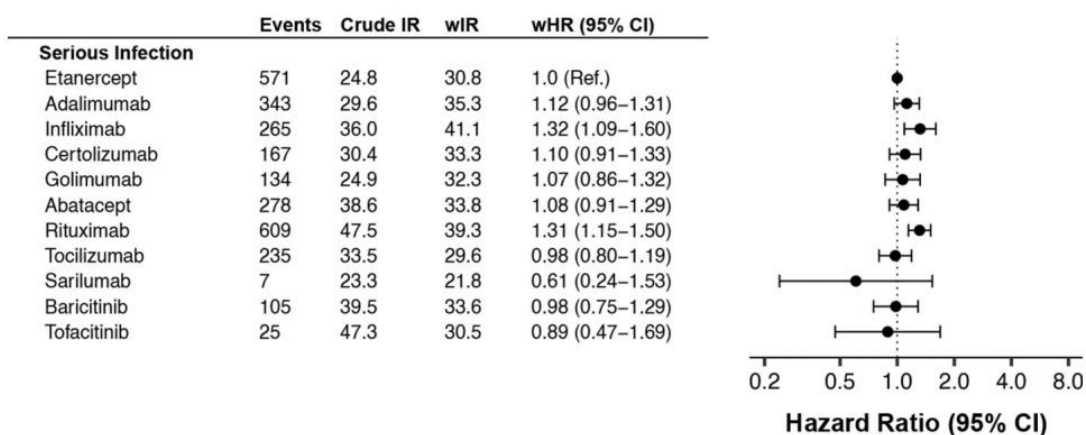 Events Crude IR wIR wHR (95% CI)
Serious Infection
Etanercept 571 24.8 30.8 1.0 (Ref.)
Adalimumab 343 29.6 35.3 1.12 (0.96–1.31)
Infliximab 265 36.0 41.1 1.32 (1.09–1.60)
Certolizumab 167 30.4 33.3 1.10 (0.91–1.33)
Golimumab 134 24.9 32.3 1.07 (0.86–1.32)
Abatacept 278 38.6 33.8 1.08 (0.91–1.29)
Rituximab 609 47.5 39.3 1.31 (1.15–1.50)
Tocilizumab 235 33.5 29.6 0.98 (0.80–1.19)
Sarilumab 7 23.3 21.8 0.61 (0.24–1.53)
Baricitinib 105 39.5 33.6 0.98 (0.75–1.29)
Tofacitinib 25 47.3 30.5 0.89 (0.47–1.69)
0.2 0.5 1.0 2.0 4.0 8.0
Hazard Ratio (95% CI)